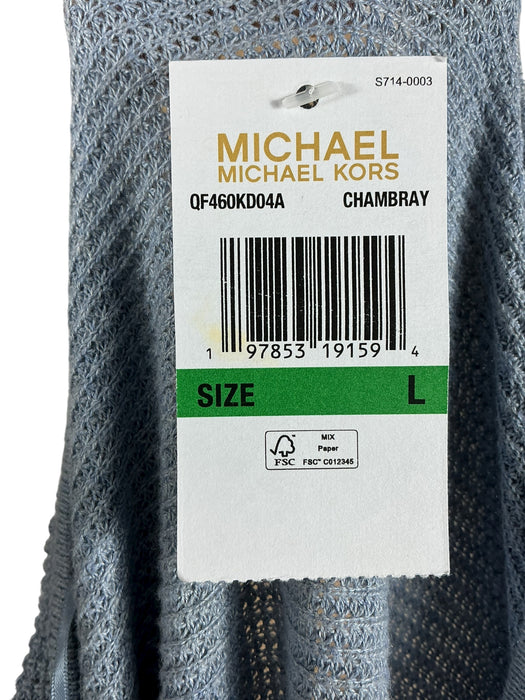 S714-0003
MICHAEL
MICHAEL KORS
QF460KD04A CHAMBRAY
1 97853 19159 4
SIZE L
FSC
MIX
Paper
FSC™ C012345